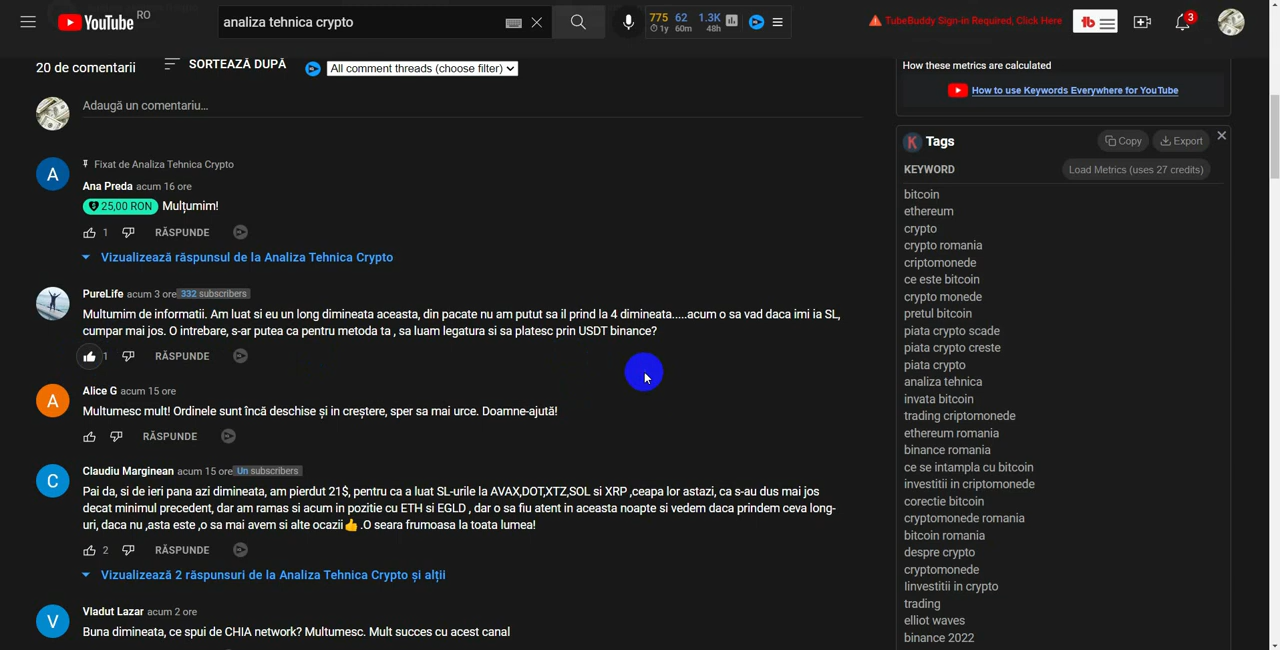 YouTube RO
analiza tehnica crypto
775 62 1.3K
1y 60m 48h
TubeBuddy Sign-in Required, Click Here
tb
3
20 de comentarii
SORTEAZĂ DUPĂ
All comment threads (choose filter)
Adaugă un comentariu...
A
Fixat de Analiza Tehnica Crypto
Ana Preda acum 16 ore
25,00 RON Mulțumim!
1 RĂSPUNDE
Vizualizează răspunsul de la Analiza Tehnica Crypto
PureLife acum 3 ore 332 subscribers
Multumim de informatii. Am luat si eu un long dimineata aceasta, din pacate nu am putut sa il prind la 4 dimineata.....acum o sa vad daca imi ia SL,
cumpar mai jos. O intrebare, s-ar putea ca pentru metoda ta , sa luam legatura si sa platesc prin USDT binance?
1 RĂSPUNDE
A
Alice G acum 15 ore
Multumesc mult! Ordinele sunt încă deschise și in creștere, sper sa mai urce. Doamne-ajută!
RĂSPUNDE
C
Claudiu Marginean acum 15 ore Un subscribers
Pai da, si de ieri pana azi dimineata, am pierdut 21$, pentru ca a luat SL-urile la AVAX,DOT,XTZ,SOL si XRP ,ceapa lor astazi, ca s-au dus mai jos
decat minimul precedent, dar am ramas si acum in pozitie cu ETH si EGLD , dar o sa fiu atent in aceasta noapte si vedem daca prindem ceva long-
uri, daca nu ,asta este ,o sa mai avem si alte ocazii👍.O seara frumoasa la toata lumea!
2 RĂSPUNDE
Vizualizează 2 răspunsuri de la Analiza Tehnica Crypto și alții
V
Vladut Lazar acum 2 ore
Buna dimineata, ce spui de CHIA network? Multumesc. Mult succes cu acest canal
How these metrics are calculated
How to use Keywords Everywhere for YouTube
K Tags
Copy Export
KEYWORD
Load Metrics (uses 27 credits)
bitcoin
ethereum
crypto
crypto romania
criptomonede
ce este bitcoin
crypto monede
pretul bitcoin
piata crypto scade
piata crypto creste
piata crypto
analiza tehnica
invata bitcoin
trading criptomonede
ethereum romania
binance romania
ce se intampla cu bitcoin
investitii in criptomonede
corectie bitcoin
cryptomonede romania
bitcoin romania
despre crypto
cryptomonede
Iinvestitii in crypto
trading
elliot waves
binance 2022